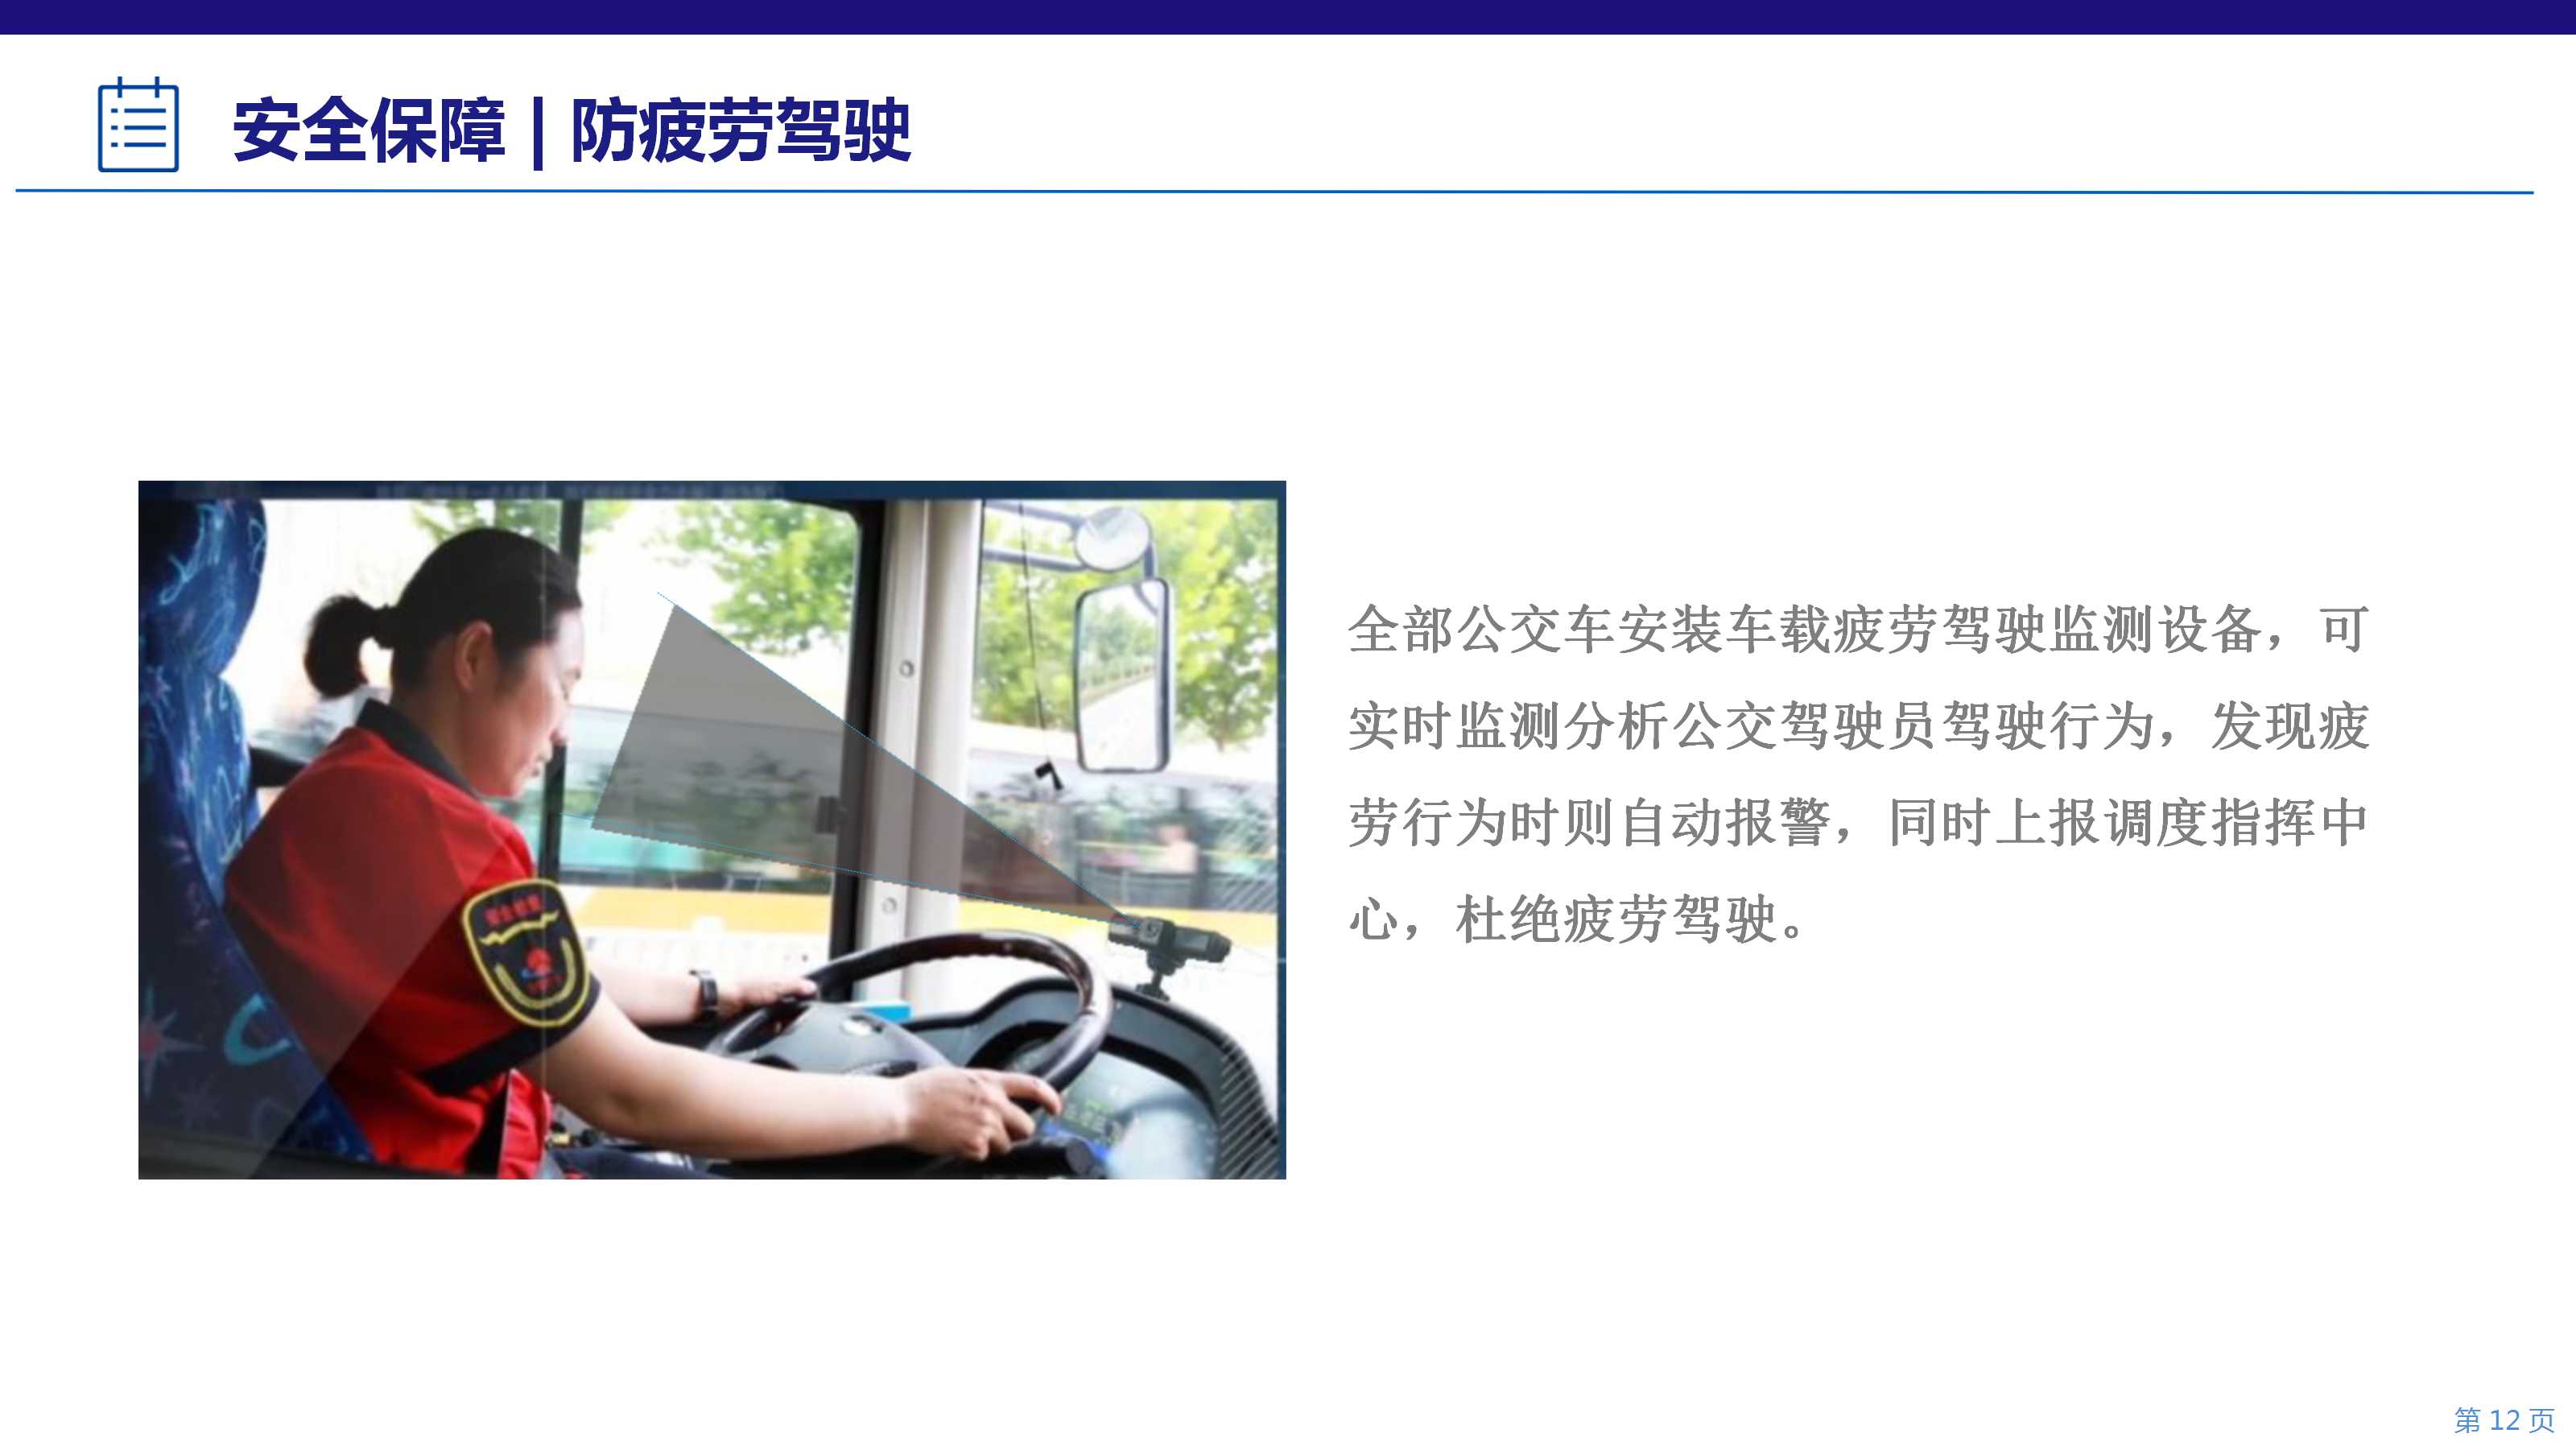 安全保障 | 防疲劳驾驶
全部公交车安装车载疲劳驾驶监测设备，可
实时监测分析公交驾驶员驾驶行为，发现疲
劳行为时则自动报警，同时上报调度指挥中
心，杜绝疲劳驾驶。
第 12 页